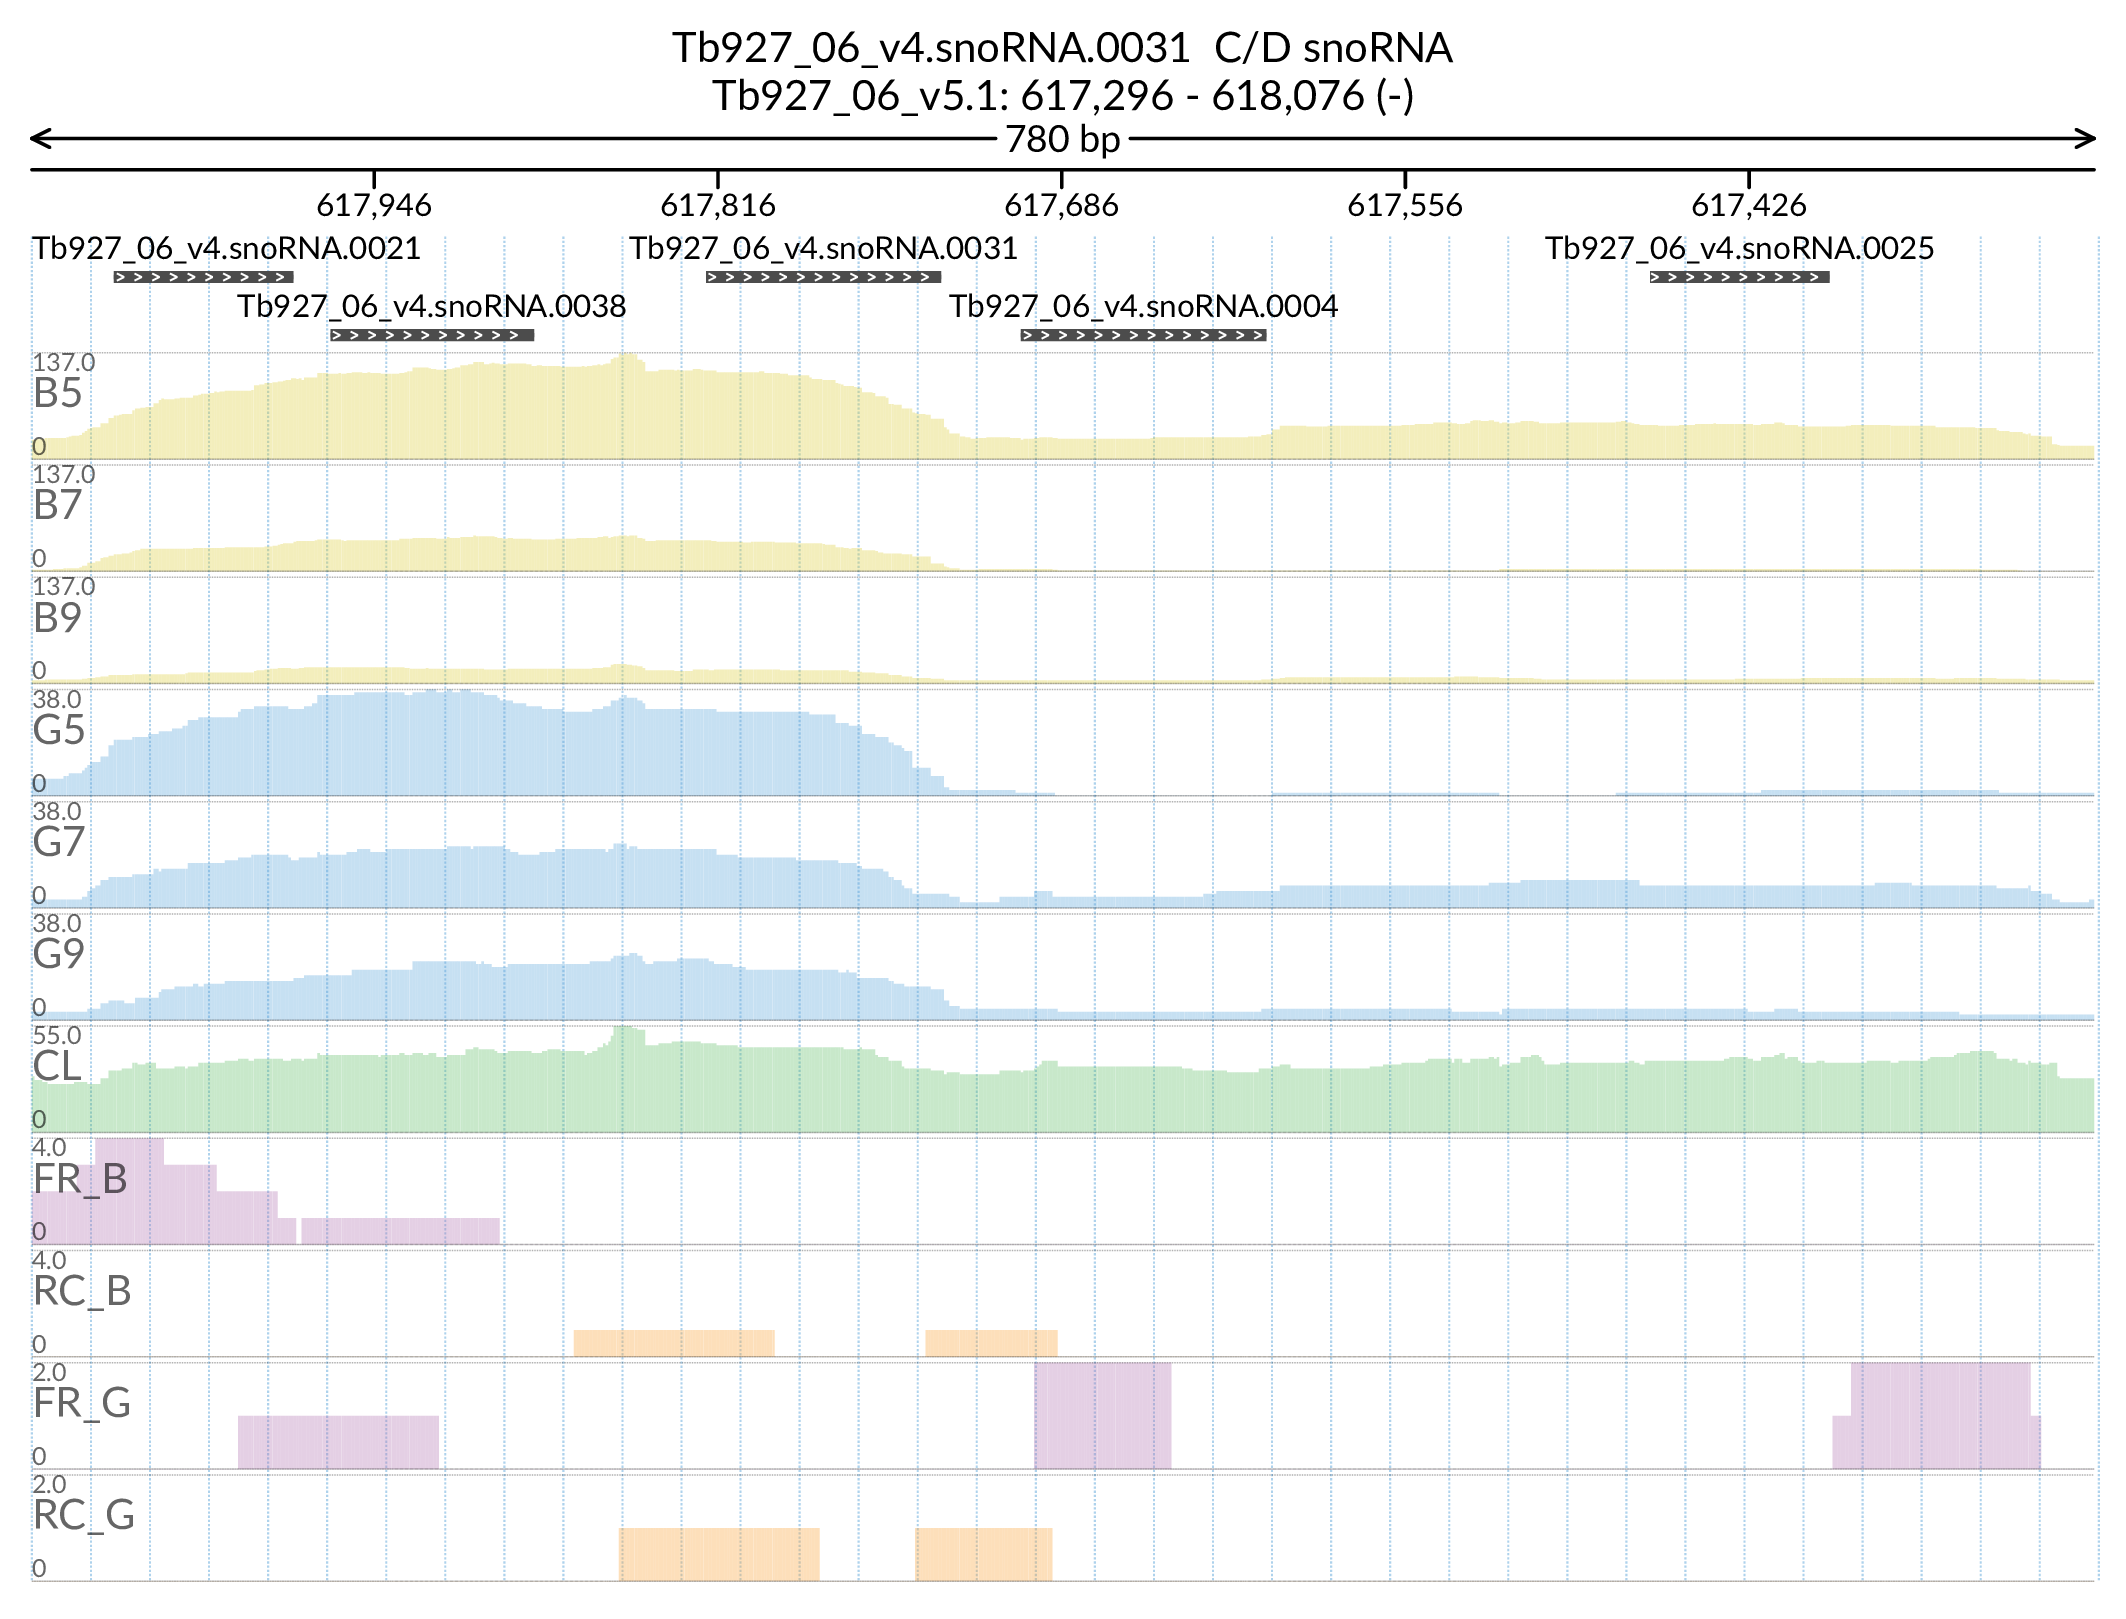 Tb927_06_v4.snoRNA.0031 C/D snoRNA
Tb927_06_v5.1: 617,296 - 618,076 (-)
780 bp
617,946 617,816 617,686 617,556 617,426
Tb927_06_v4.snoRNA.0021 Tb927_06_v4.snoRNA.0031 Tb927_06_v4.snoRNA.0025
Tb927_06_v4.snoRNA.0038 Tb927_06_v4.snoRNA.0004
137.0
B5
0
137.0
B7
0
137.0
B9
0
38.0
G5
0
38.0
G7
0
38.0
G9
0
55.0
CL
0
4.0
FR_B
0
4.0
RC_B
0
2.0
FR_G
0
2.0
RC_G
0